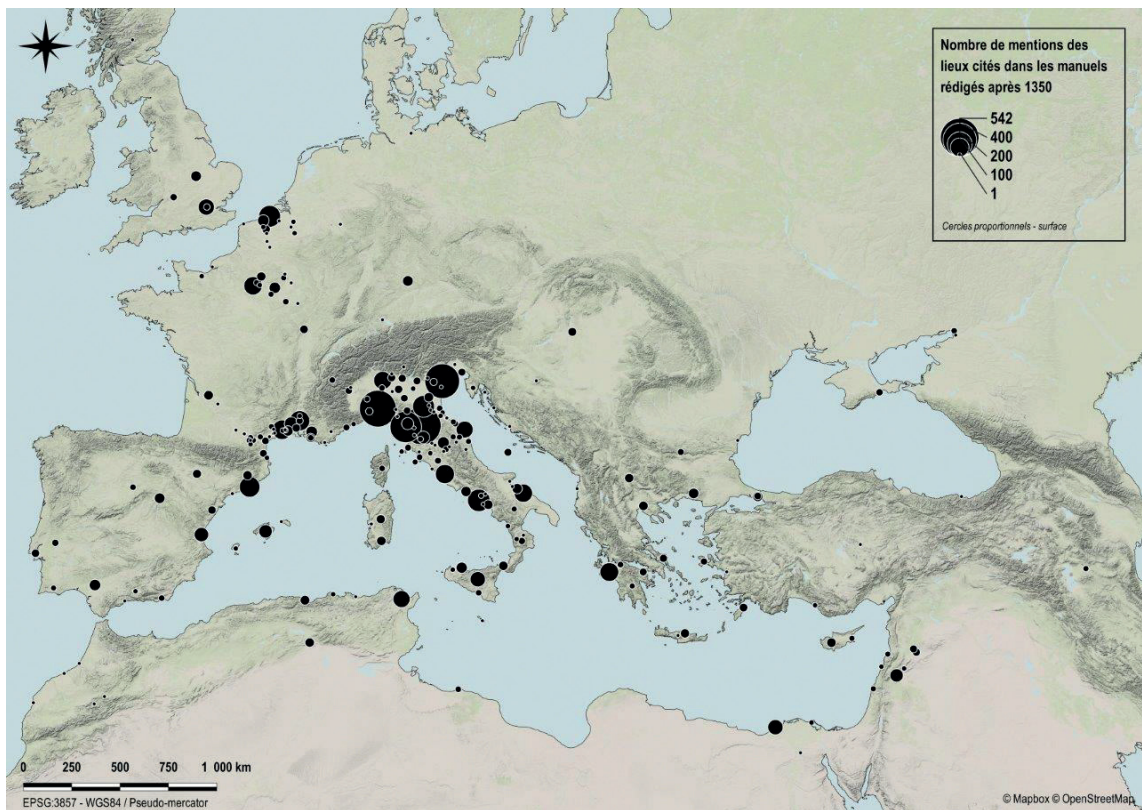 Nombre de mentions des
lieux cités dans les manuels
rédigés après 1350
542
400
200
100
1
Cercles proportionnels - surface
0 250 500 750 1 000 km
EPSG:3857 - WGS84 / Pseudo-mercator
© Mapbox © OpenStreetMap